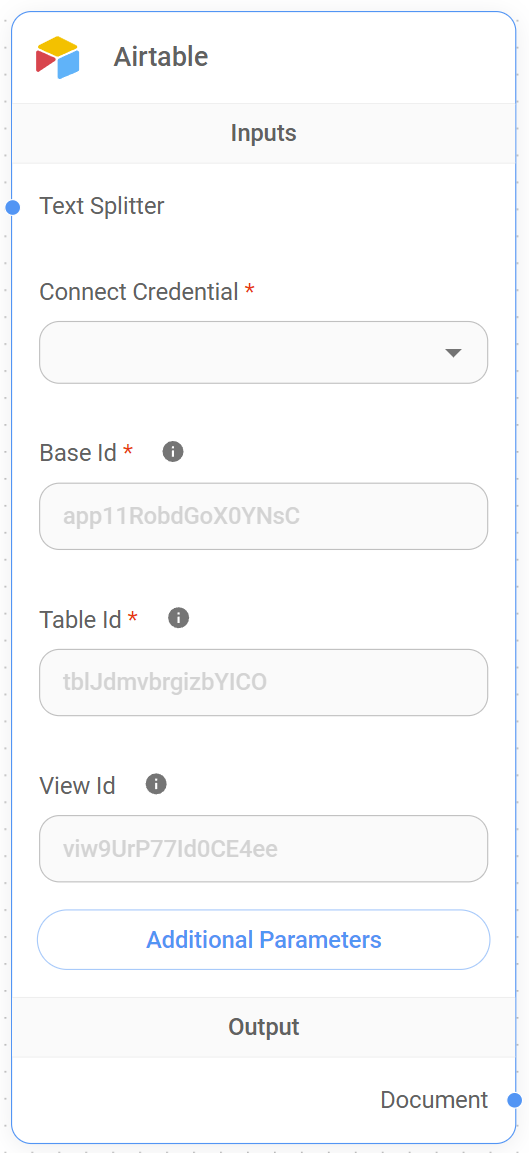 Airtable
Inputs
Text Splitter
Connect Credential *
Base Id *
app11RobdGoX0YNsC
Table Id *
tblJdmvbrgizbYICO
View Id
viw9UrP77Id0CE4ee
Additional Parameters
Output
Document